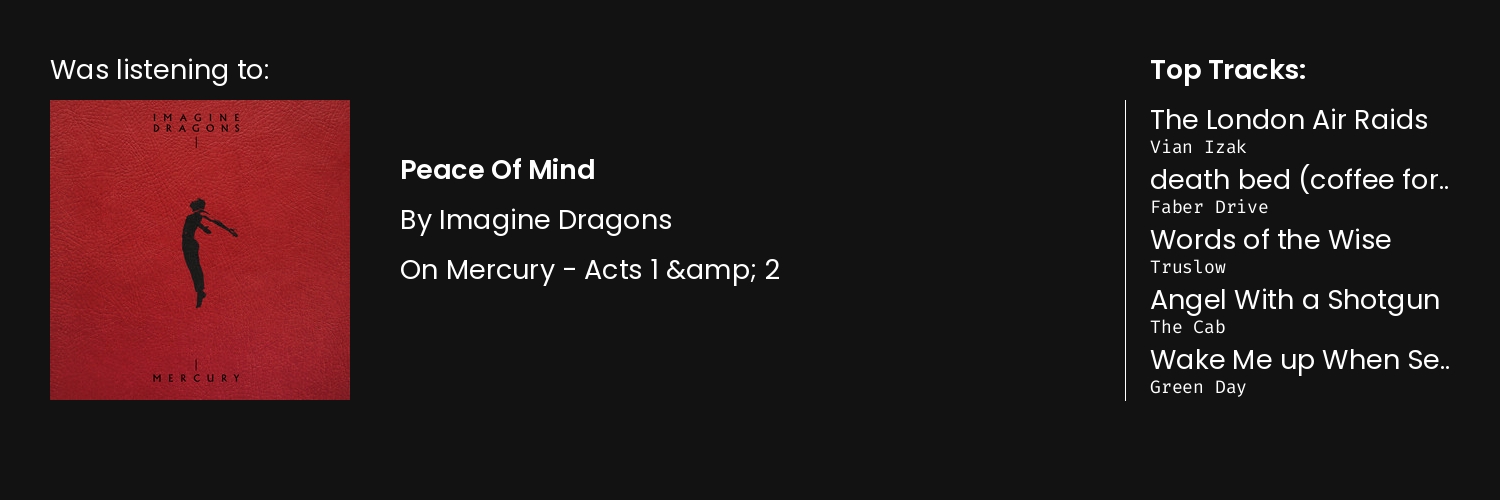 Was listening to:
IMAGINE
DRAGONS
MERCURY
Peace Of Mind
By Imagine Dragons
On Mercury - Acts 1 &amp; 2
Top Tracks:
The London Air Raids
Vian Izak
death bed (coffee for..
Faber Drive
Words of the Wise
Truslow
Angel With a Shotgun
The Cab
Wake Me up When Se..
Green Day